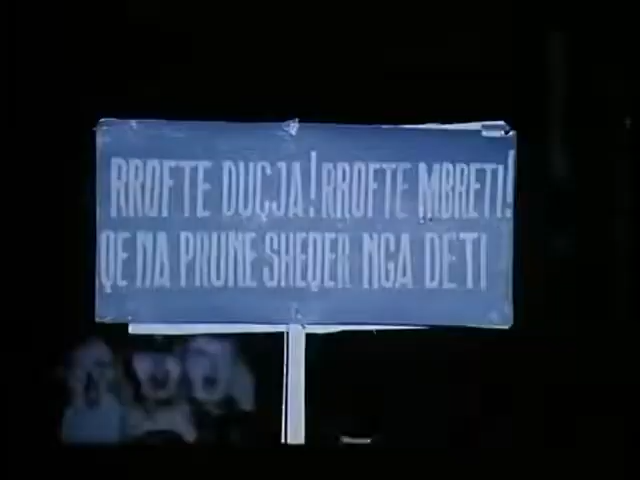 RROFTE DUÇJA! RROFTE MBRETI!
QE NA PRUNE SHEQER NGA DETI